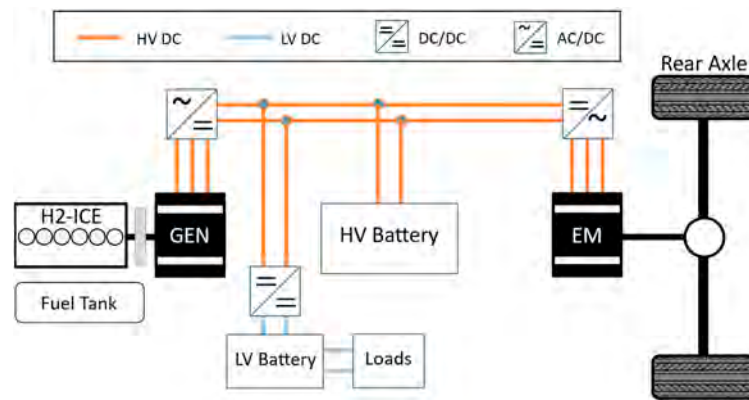 HV DC
LV DC
DC/DC
AC/DC
Rear Axle
H2-ICE
GEN
HV Battery
EM
Fuel Tank
LV Battery
Loads